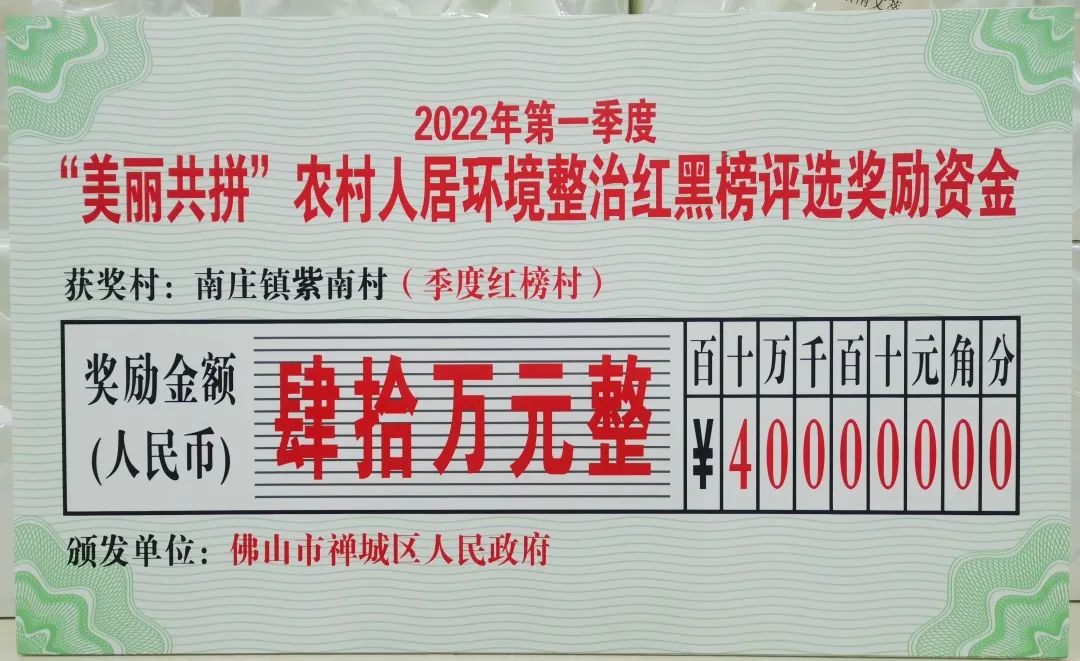 2022年第一季度
“美丽共拼”农村人居环境整治红黑榜评选奖励资金
获奖村：南庄镇紫南村（季度红榜村）
奖励金额
(人民币)
肆拾万元整
百十万千百十元角分
¥40000000
颁发单位：佛山市禅城区人民政府